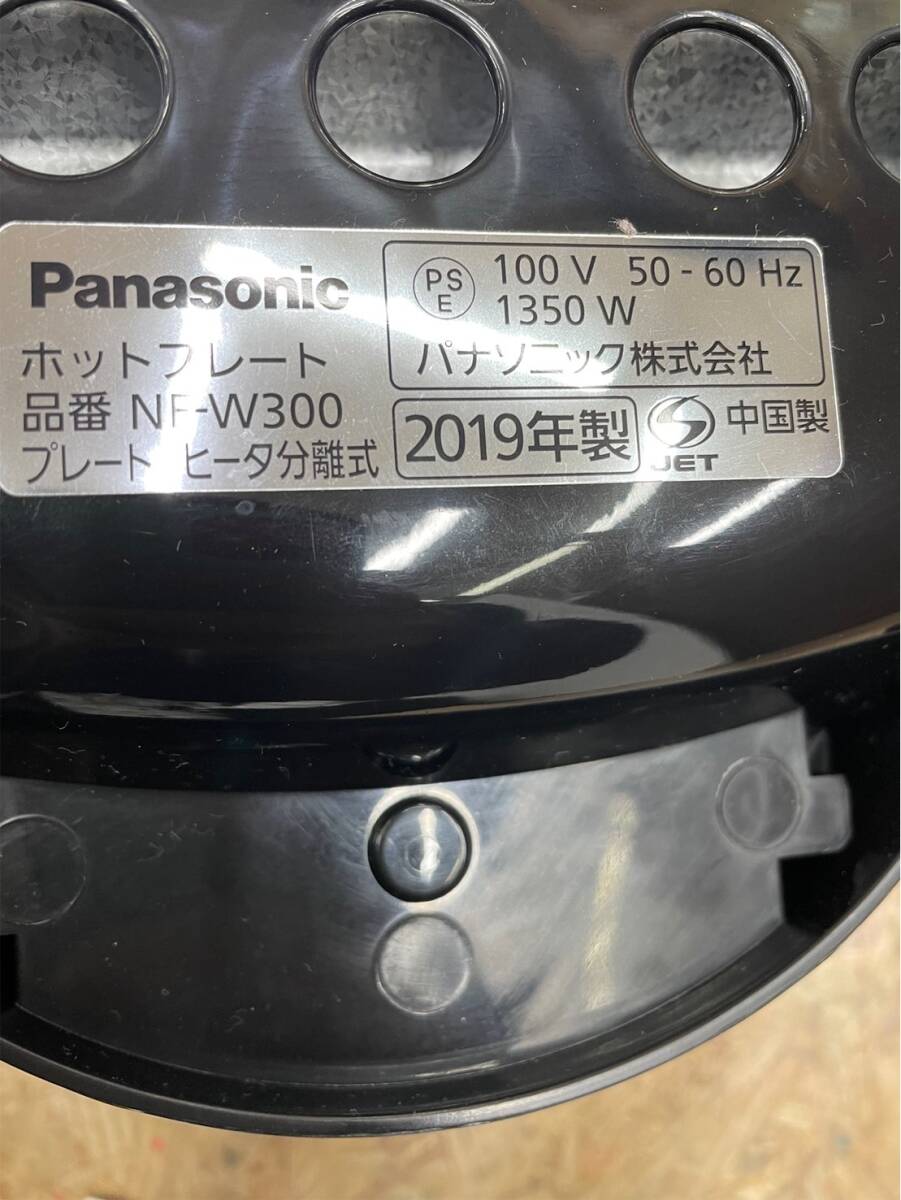 Panasonic
ホットプレート
品番 NF-W300
プレート ヒータ分離式
PS
E
100 V 50 - 60 Hz
1350 W
パナソニック株式会社
2019年製
JET
中国製